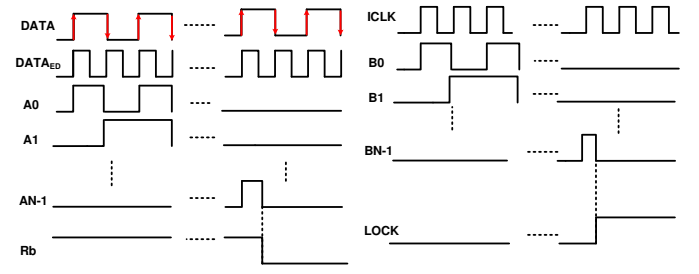 DATA
DATAED
A0
A1
AN-1
Rb
ICLK
B0
B1
BN-1
LOCK